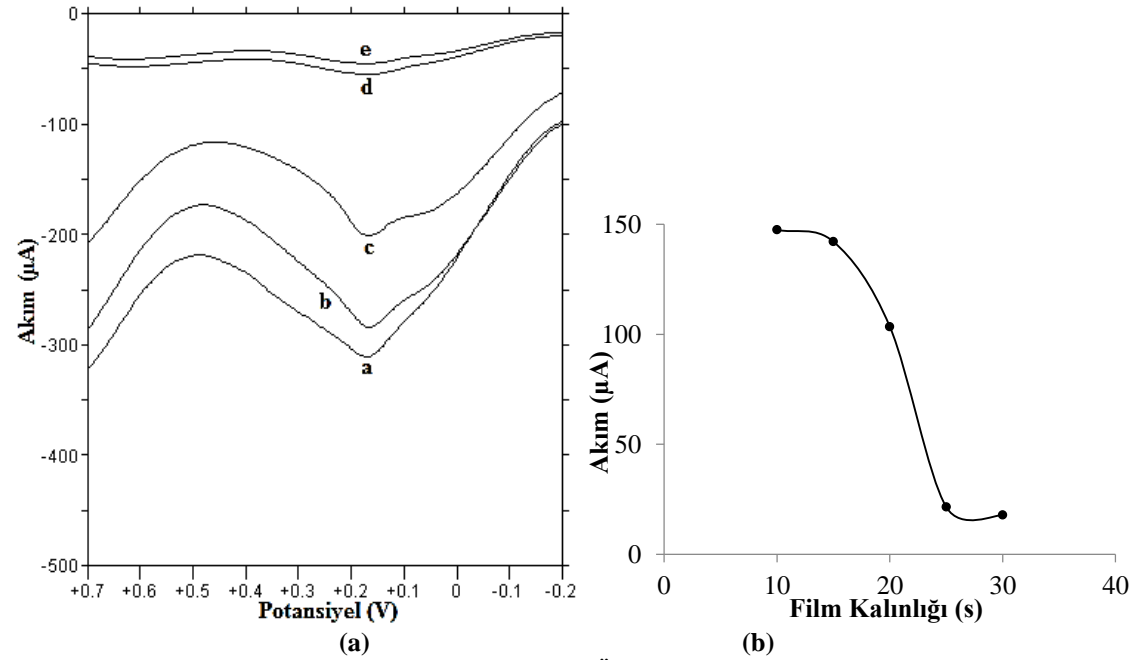 0
-100
-200
-300
-400
-500
Akım (µA)
e
d
c
b
a
+0.7 +0.6 +0.5 +0.4 +0.3 +0.2 +0.1 0 -0.1 -0.2
Potansiyel (V)
(a)
150
100
50
0
Akım (µA)
0 10 20 30 40
Film Kalınlığı (s)
(b)